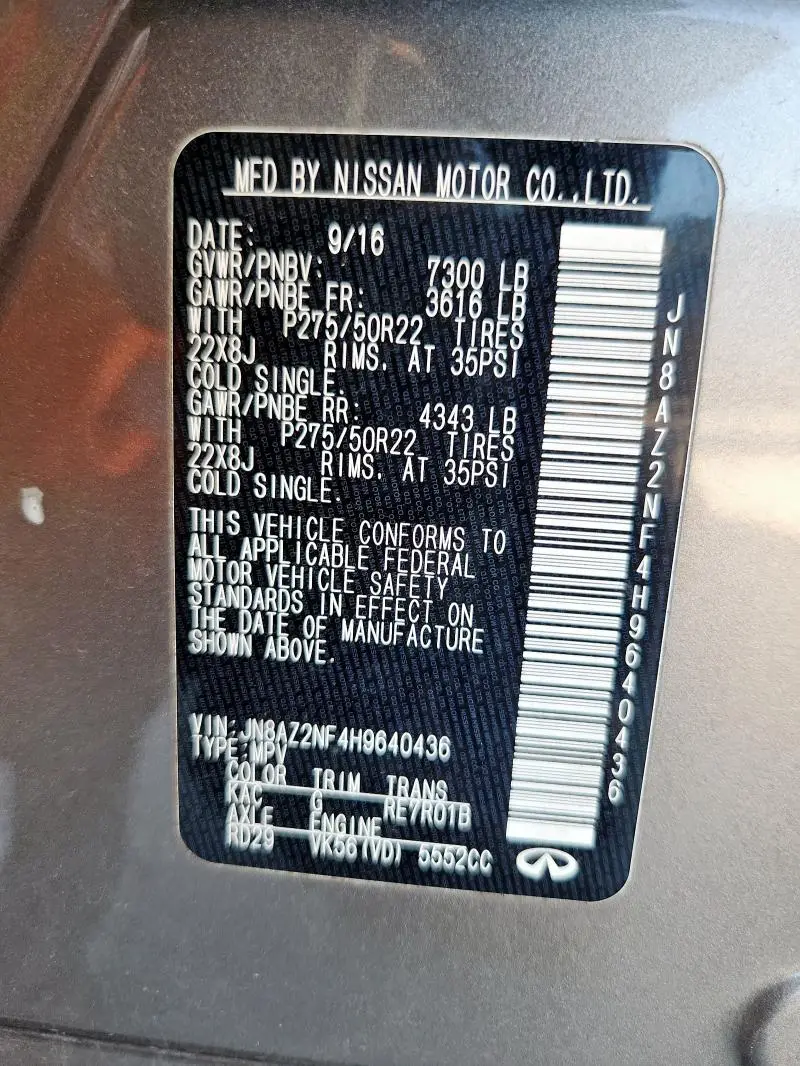 MFD BY NISSAN MOTOR CO.,LTD.
DATE: 9/16
GVWR/PNBV: 7300 LB
GAWR/PNBE FR: 3616 LB
WITH P275/50R22 TIRES
22X8J RIMS. AT 35PSI
COLD SINGLE.
GAWR/PNBE RR: 4343 LB
WITH P275/50R22 TIRES
22X8J RIMS. AT 35PSI
COLD SINGLE.
THIS VEHICLE CONFORMS TO
ALL APPLICABLE FEDERAL
MOTOR VEHICLE SAFETY
STANDARDS IN EFFECT ON
THE DATE OF MANUFACTURE
SHOWN ABOVE.
VIN:JN8AZ2NF4H9640436
TYPE:MPV
COLOR TRIM TRANS
KAC G RE7R01B
AXLE ENGINE
RD29 VK56(VD) 5552CC
JN8AZ2NF4H9640436